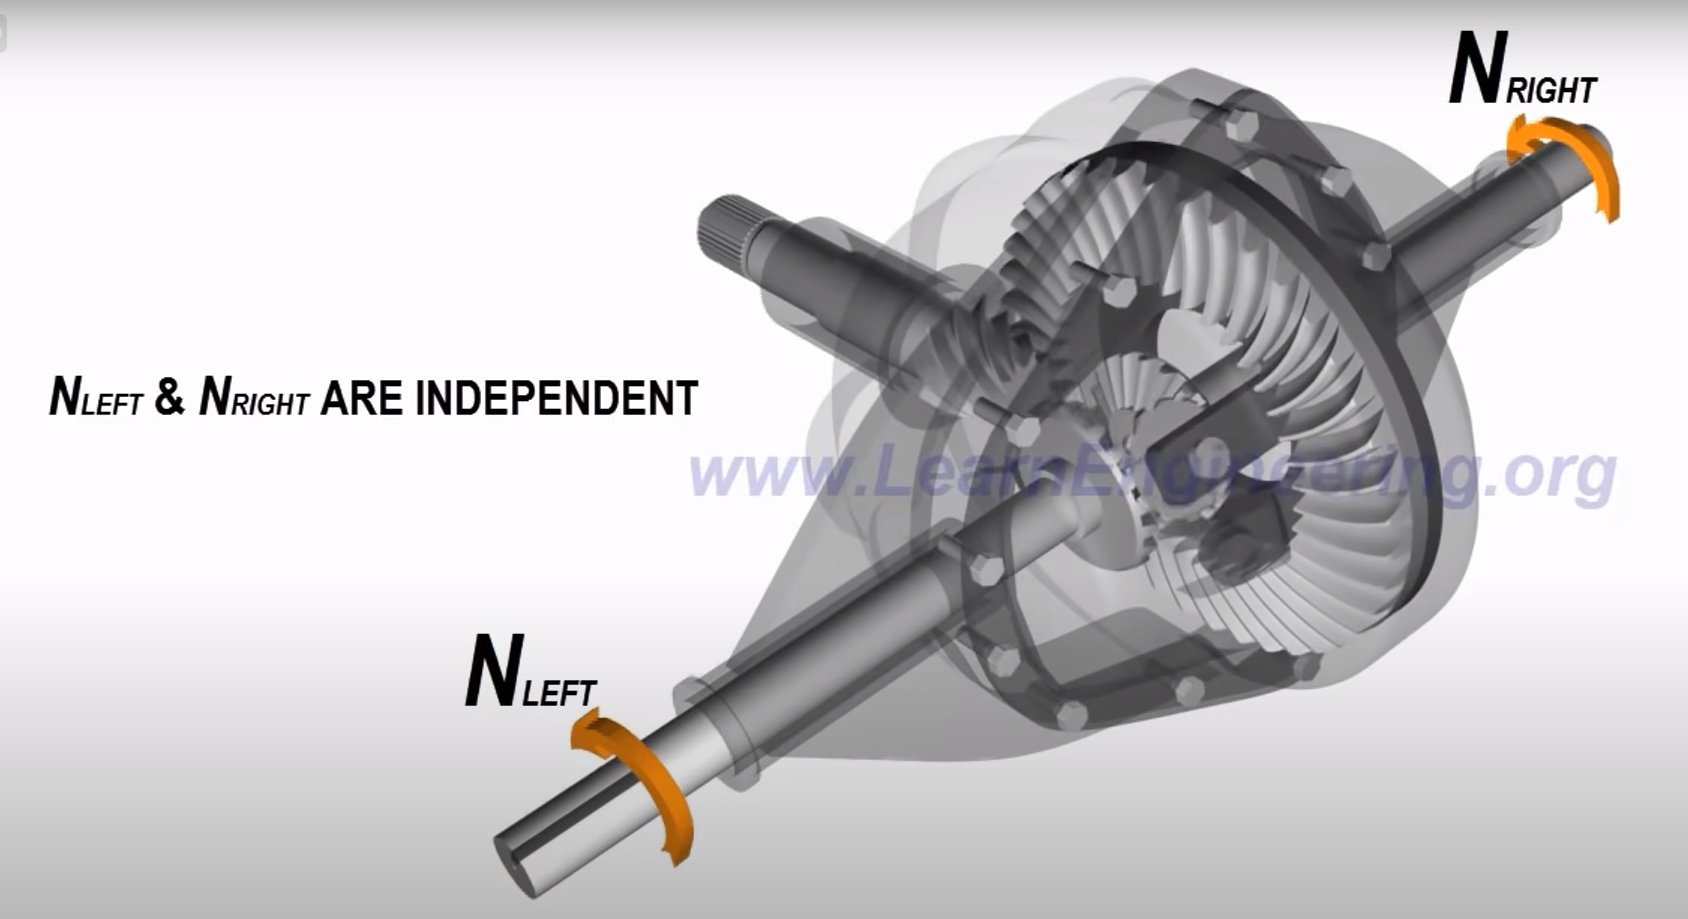 NRIGHT
NLEFT & NRIGHT ARE INDEPENDENT
www.LearnEngineering.org
NLEFT